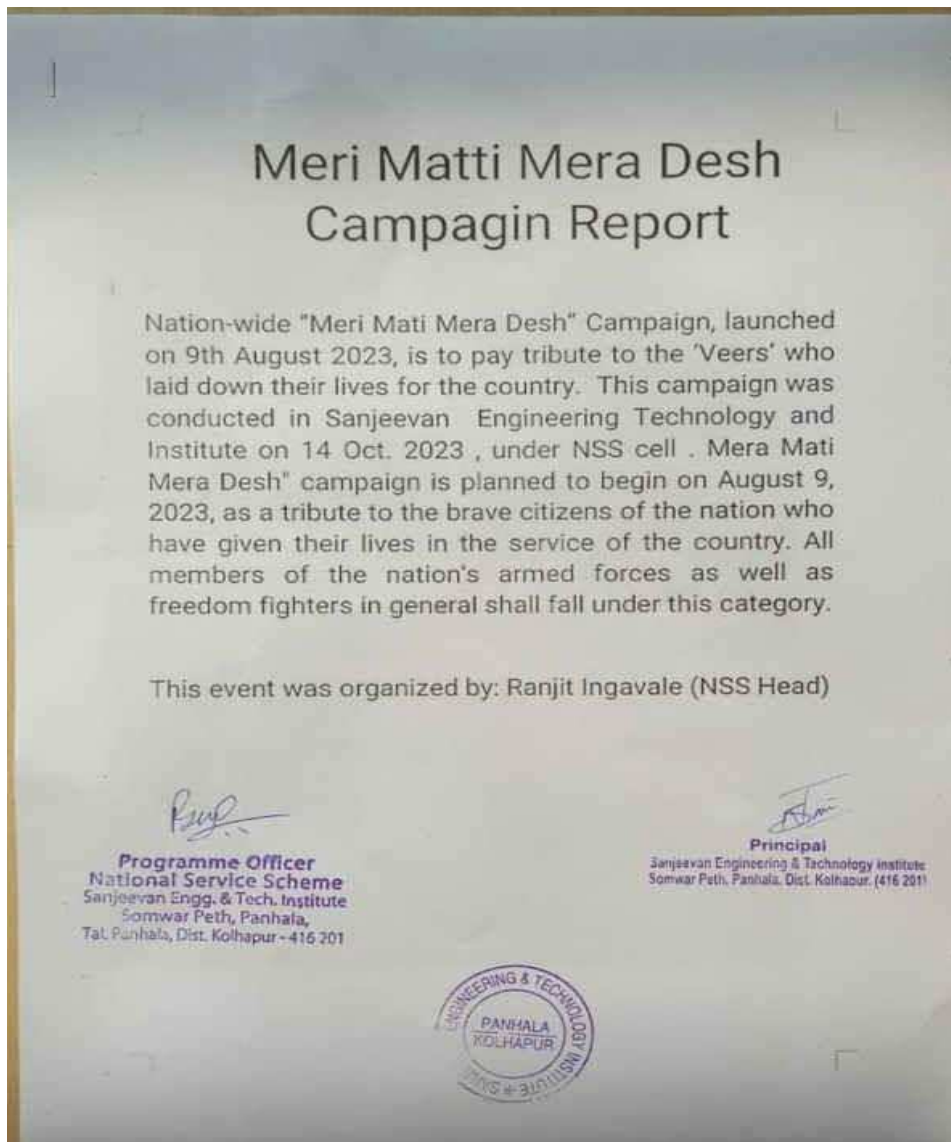 Meri Matti Mera Desh
Campagin Report
Nation-wide "Meri Mati Mera Desh" Campaign, launched
on 9th August 2023, is to pay tribute to the 'Veers' who
laid down their lives for the country. This campaign was
conducted in Sanjeevan Engineering Technology and
Institute on 14 Oct. 2023 , under NSS cell . Mera Mati
Mera Desh" campaign is planned to begin on August 9,
2023, as a tribute to the brave citizens of the nation who
have given their lives in the service of the country. All
members of the nation's armed forces as well as
freedom fighters in general shall fall under this category.
This event was organized by: Ranjit Ingavale (NSS Head)
Programme Officer
National Service Scheme
Sanjeevan Engg. & Tech. Institute
Somwar Peth, Panhala,
Tal. Panhala, Dist. Kolhapur - 416 201
Principal
Sanjeevan Engineering & Technology Institute
Somwar Peth, Panhala, Dist. Kolhapur. (416 201)
ENGINEERING & TECHNOLOGY INSTITUTE
PANHALA
KOLHAPUR